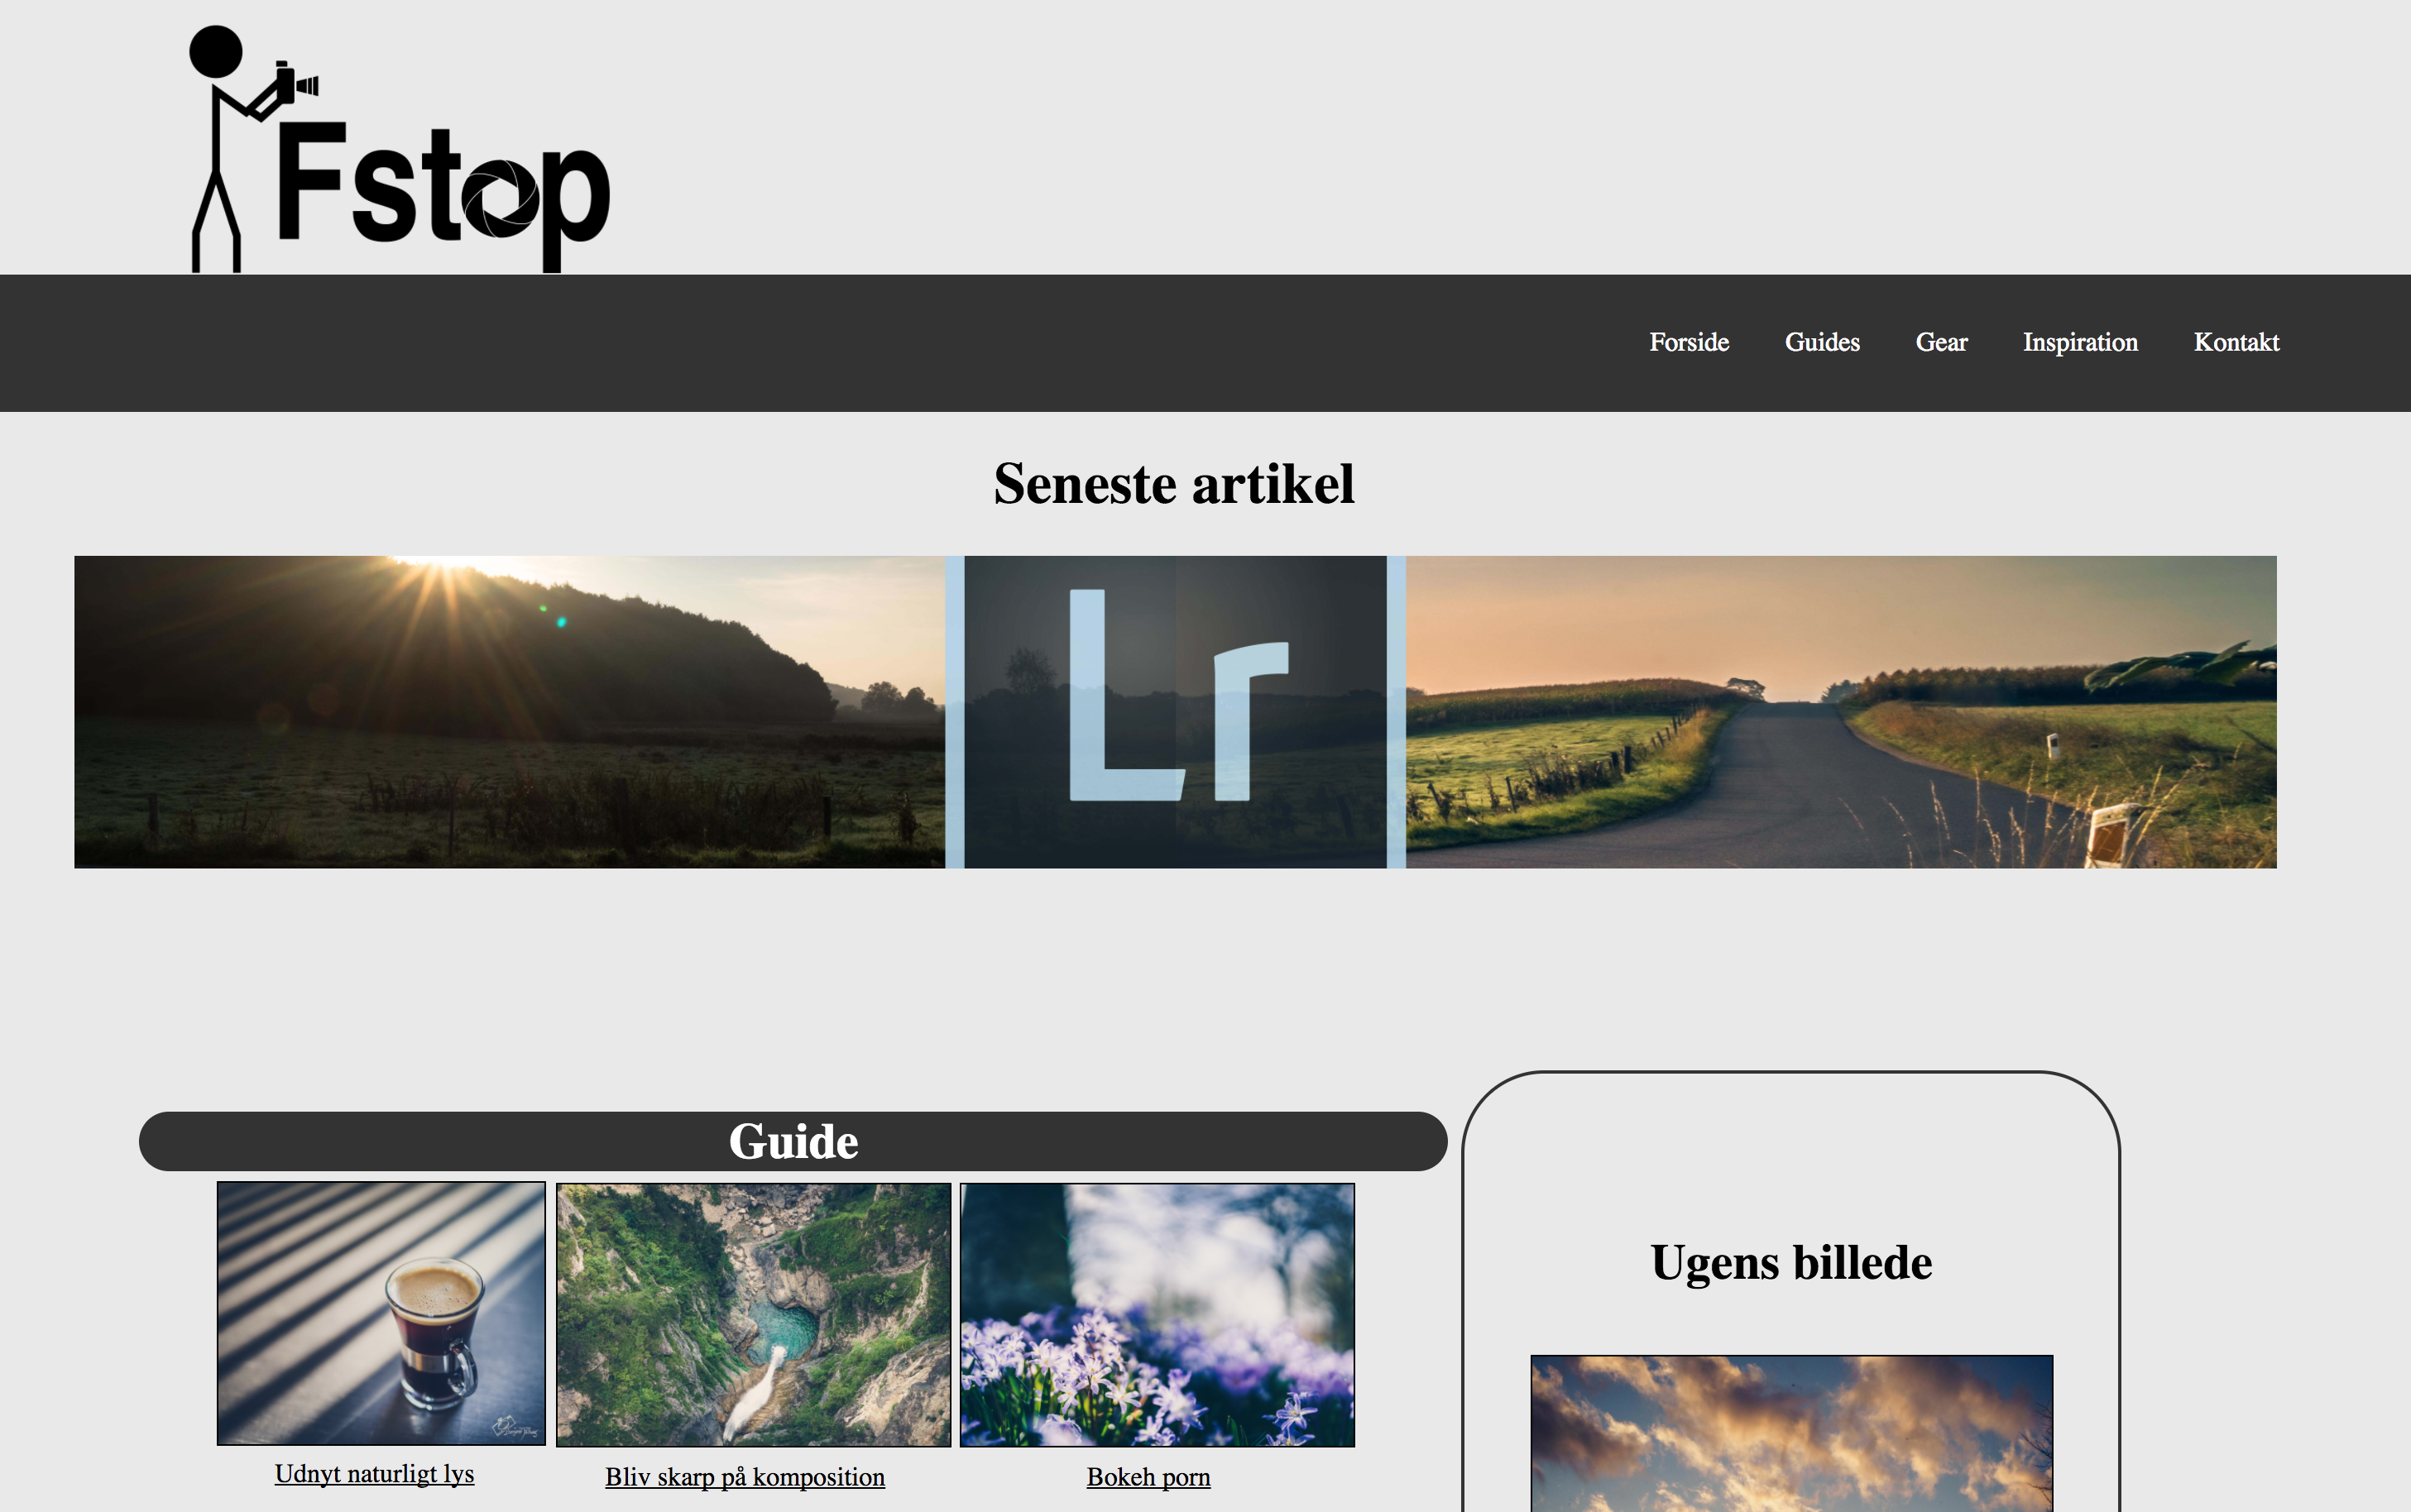 Fstop
Forside Guides Gear Inspiration Kontakt
Seneste artikel
Lr
Guide
Udnyt naturligt lys
Bliv skarp på komposition
Bokeh porn
Ugens billede